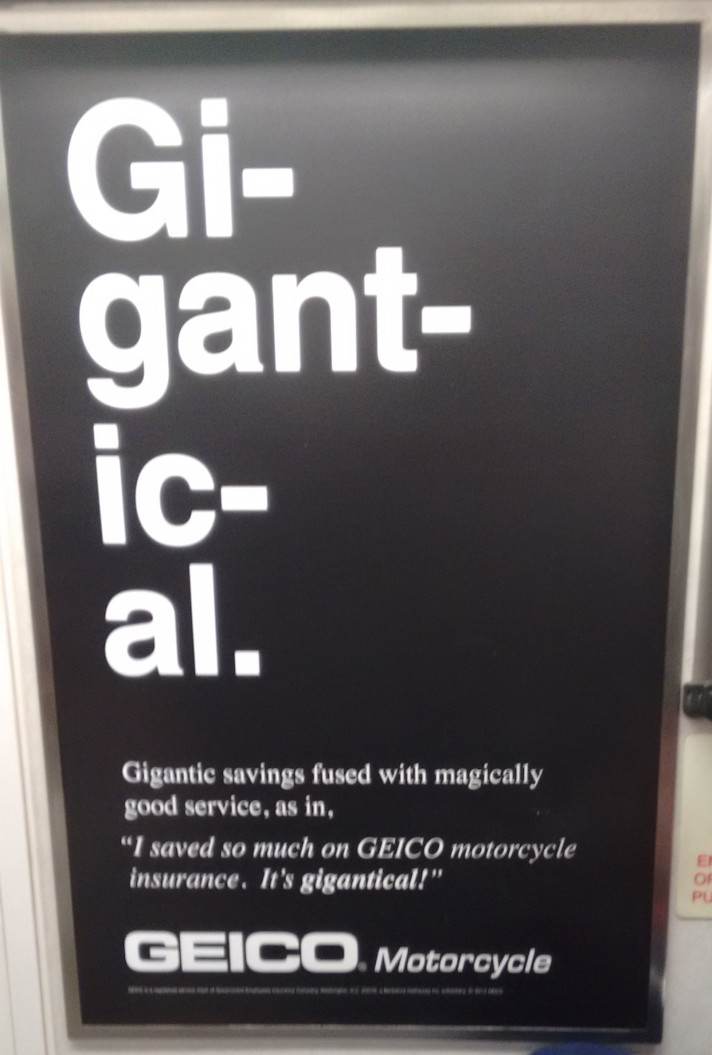 Gi-
gant-
ic-
al.
Gigantic savings fused with magically
good service, as in,
“I saved so much on GEICO motorcycle
insurance. It's gigantical!”
GEICO® Motorcycle